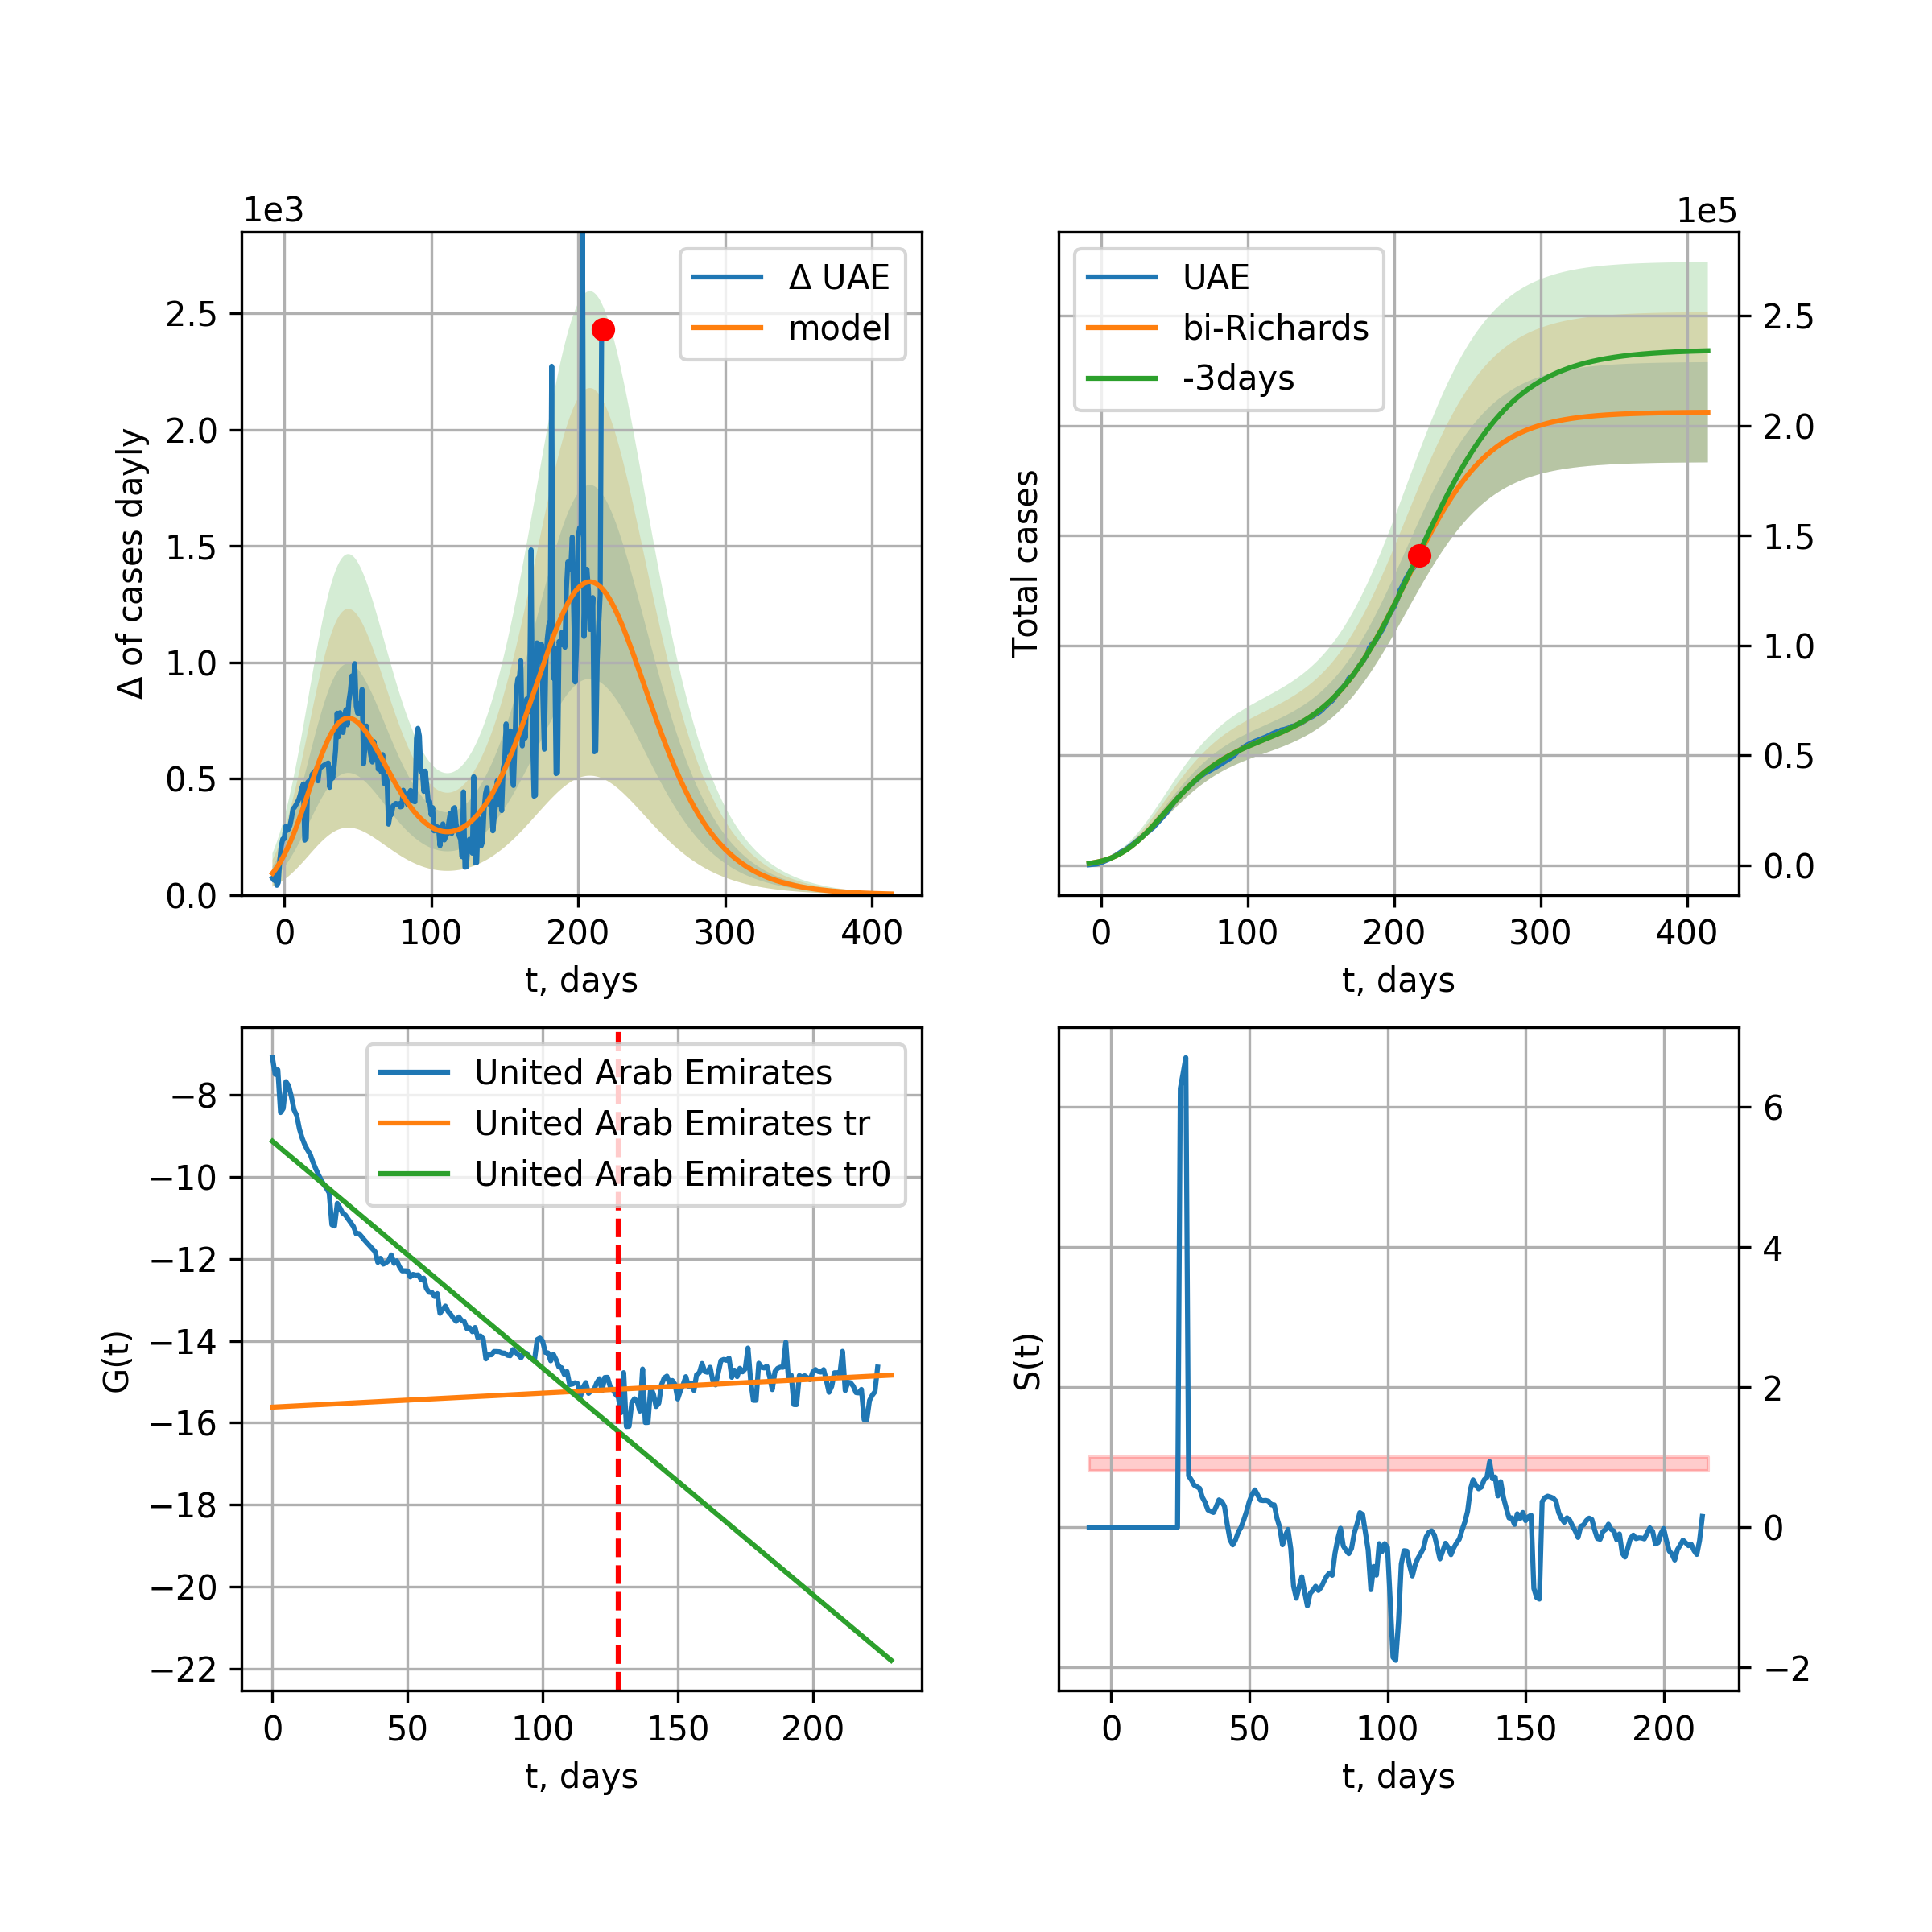 1e3
Δ UAE
model
2.5
2.0
1.5
1.0
0.5
0.0
Δ of cases dayly
0 100 200 300 400
t, days
1e5
UAE
bi-Richards
-3days
2.5
2.0
1.5
1.0
0.5
0.0
Total cases
0 100 200 300 400
t, days
United Arab Emirates
United Arab Emirates tr
United Arab Emirates tr0
−8
−10
−12
−14
−16
−18
−20
−22
G(t)
0 50 100 150 200
t, days
6
4
2
0
−2
S(t)
0 50 100 150 200
t, days